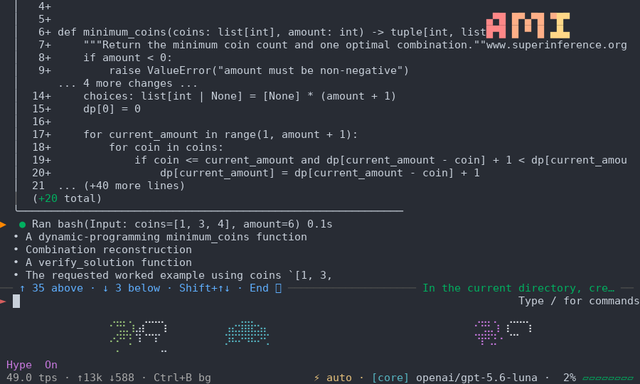 4+
5+
AMI
6+ def minimum_coins(coins: list[int], amount: int) -> tuple[int, list
7+     """Return the minimum coin count and one optimal combination.""www.superinference.org
8+     if amount < 0:
9+         raise ValueError("amount must be non-negative")
... 4 more changes ...
14+     choices: list[int | None] = [None] * (amount + 1)
15+     dp[0] = 0
16+
17+     for current_amount in range(1, amount + 1):
18+         for coin in coins:
19+             if coin <= current_amount and dp[current_amount - coin] + 1 < dp[current_amou
20+                 dp[current_amount] = dp[current_amount - coin] + 1
21  ... (+40 more lines)
(+20 total)
▶ ● Ran bash(Input: coins=[1, 3, 4], amount=6) 0.1s
• A dynamic-programming minimum_coins function
• Combination reconstruction
• A verify_solution function
• The requested worked example using coins `[1, 3,
↑ 35 above · ↓ 3 below · Shift+↑↓ · End In the current directory, cre…
Type / for commands
Hype On
49.0 tps · ↑13k ↓588 · Ctrl+B bg ⚡ auto · [core] openai/gpt-5.6-luna · 2%